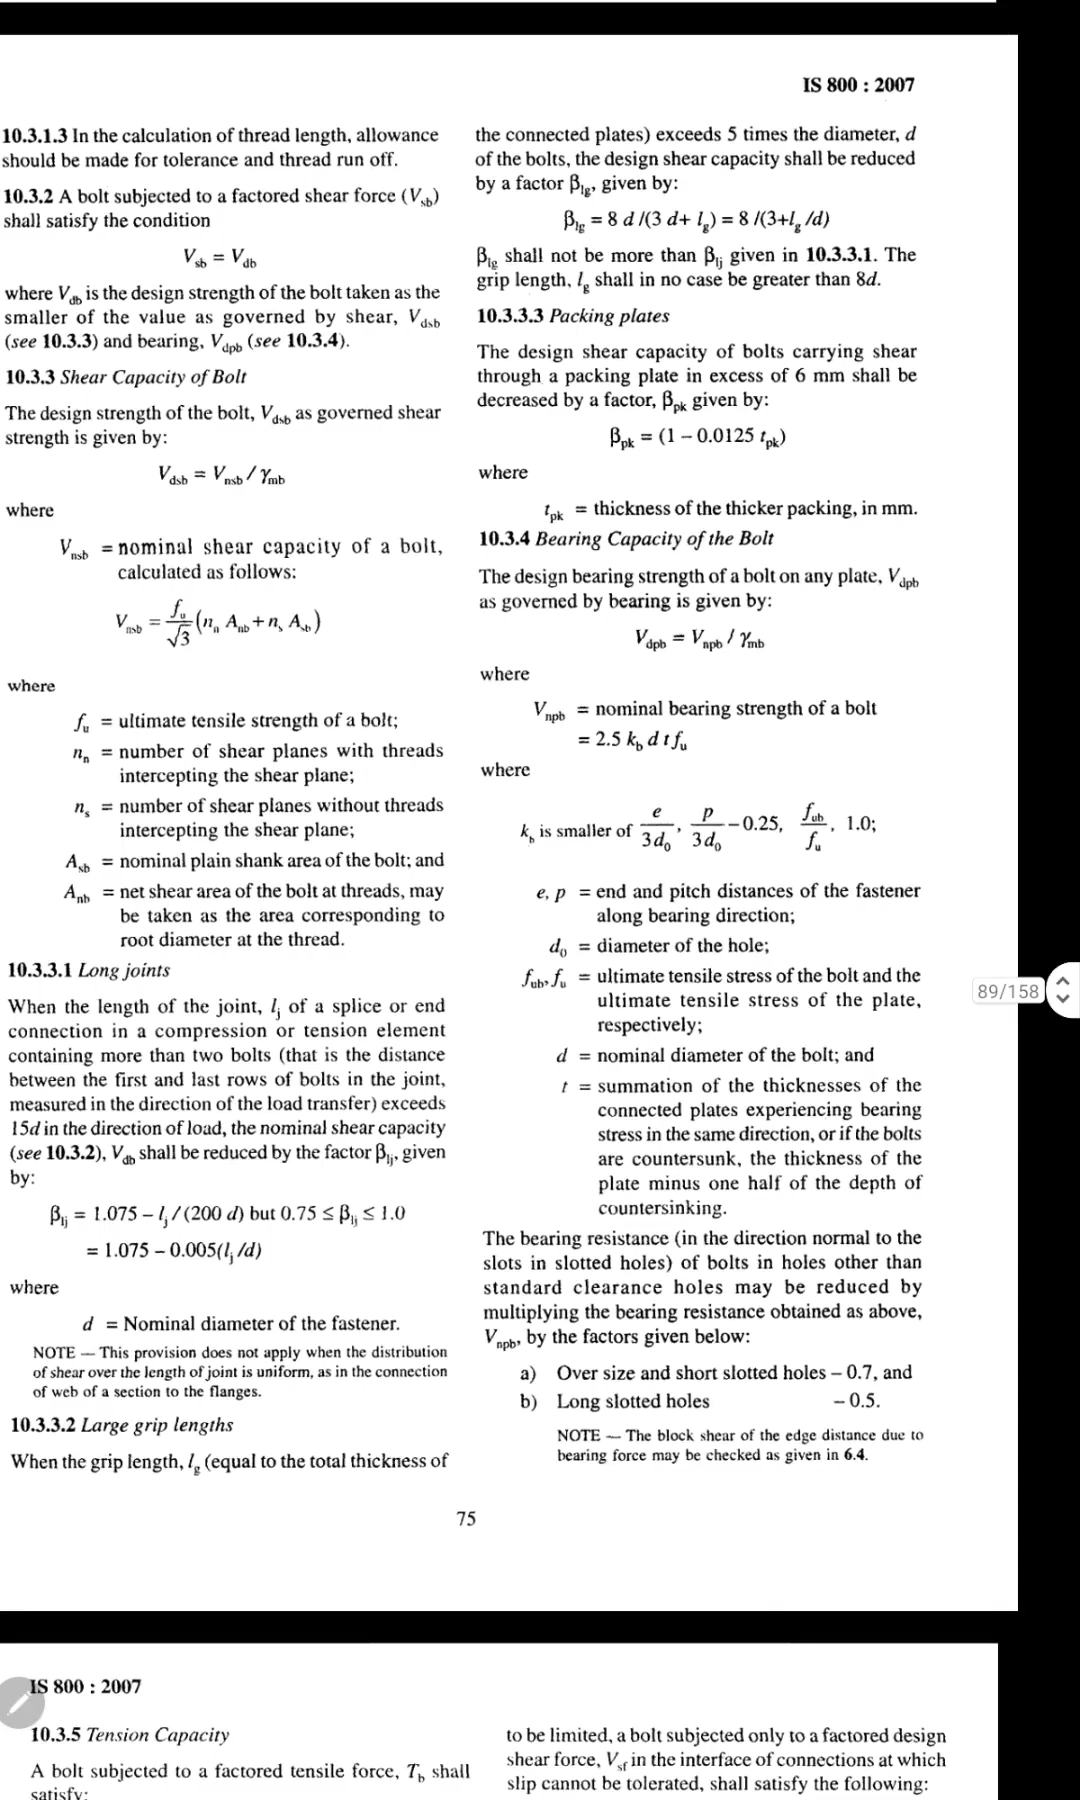 IS 800 : 2007
10.3.1.3 In the calculation of thread length, allowance
should be made for tolerance and thread run off.
10.3.2 A bolt subjected to a factored shear force (Vsb)
shall satisfy the condition
Vsb = Vdb
where Vdb is the design strength of the bolt taken as the
smaller of the value as governed by shear, Vdsb
(see 10.3.3) and bearing, Vdpb (see 10.3.4).
10.3.3 Shear Capacity of Bolt
The design strength of the bolt, Vdsb as governed shear
strength is given by:
Vdsb = Vnsb / γmb
where
Vnsb = nominal shear capacity of a bolt,
calculated as follows:
Vnsb = fu/√3 (nn Anb + ns Asb)
where
fu = ultimate tensile strength of a bolt;
nn = number of shear planes with threads
intercepting the shear plane;
ns = number of shear planes without threads
intercepting the shear plane;
Asb = nominal plain shank area of the bolt; and
Anb = net shear area of the bolt at threads, may
be taken as the area corresponding to
root diameter at the thread.
10.3.3.1 Long joints
When the length of the joint, lj of a splice or end
connection in a compression or tension element
containing more than two bolts (that is the distance
between the first and last rows of bolts in the joint,
measured in the direction of the load transfer) exceeds
15d in the direction of load, the nominal shear capacity
(see 10.3.2), Vdb shall be reduced by the factor βlj, given
by:
βlj = 1.075 – lj / (200 d) but 0.75 ≤ βlj ≤ 1.0
= 1.075 – 0.005(lj /d)
where
d = Nominal diameter of the fastener.
NOTE — This provision does not apply when the distribution
of shear over the length of joint is uniform, as in the connection
of web of a section to the flanges.
10.3.3.2 Large grip lengths
When the grip length, lg (equal to the total thickness of
the connected plates) exceeds 5 times the diameter, d
of the bolts, the design shear capacity shall be reduced
by a factor βlg, given by:
βlg = 8 d /(3 d+ lg) = 8 /(3+lg /d)
βlg shall not be more than βlj given in 10.3.3.1. The
grip length, lg shall in no case be greater than 8d.
10.3.3.3 Packing plates
The design shear capacity of bolts carrying shear
through a packing plate in excess of 6 mm shall be
decreased by a factor, βpk given by:
βpk = (1 – 0.0125 tpk)
where
tpk = thickness of the thicker packing, in mm.
10.3.4 Bearing Capacity of the Bolt
The design bearing strength of a bolt on any plate, Vdpb
as governed by bearing is given by:
Vdpb = Vnpb / γmb
where
Vnpb = nominal bearing strength of a bolt
= 2.5 kb d t fu
where
kb is smaller of e/3d0, p/3d0 – 0.25, fub/fu, 1.0;
e, p = end and pitch distances of the fastener
along bearing direction;
d0 = diameter of the hole;
fub, fu = ultimate tensile stress of the bolt and the
ultimate tensile stress of the plate,
respectively;
d = nominal diameter of the bolt; and
t = summation of the thicknesses of the
connected plates experiencing bearing
stress in the same direction, or if the bolts
are countersunk, the thickness of the
plate minus one half of the depth of
countersinking.
The bearing resistance (in the direction normal to the
slots in slotted holes) of bolts in holes other than
standard clearance holes may be reduced by
multiplying the bearing resistance obtained as above,
Vnpb, by the factors given below:
a) Over size and short slotted holes – 0.7, and
b) Long slotted holes – 0.5.
NOTE — The block shear of the edge distance due to
bearing force may be checked as given in 6.4.
89/158
75
IS 800 : 2007
10.3.5 Tension Capacity
A bolt subjected to a factored tensile force, Tb shall
satisfy:
to be limited, a bolt subjected only to a factored design
shear force, Vsf in the interface of connections at which
slip cannot be tolerated, shall satisfy the following: